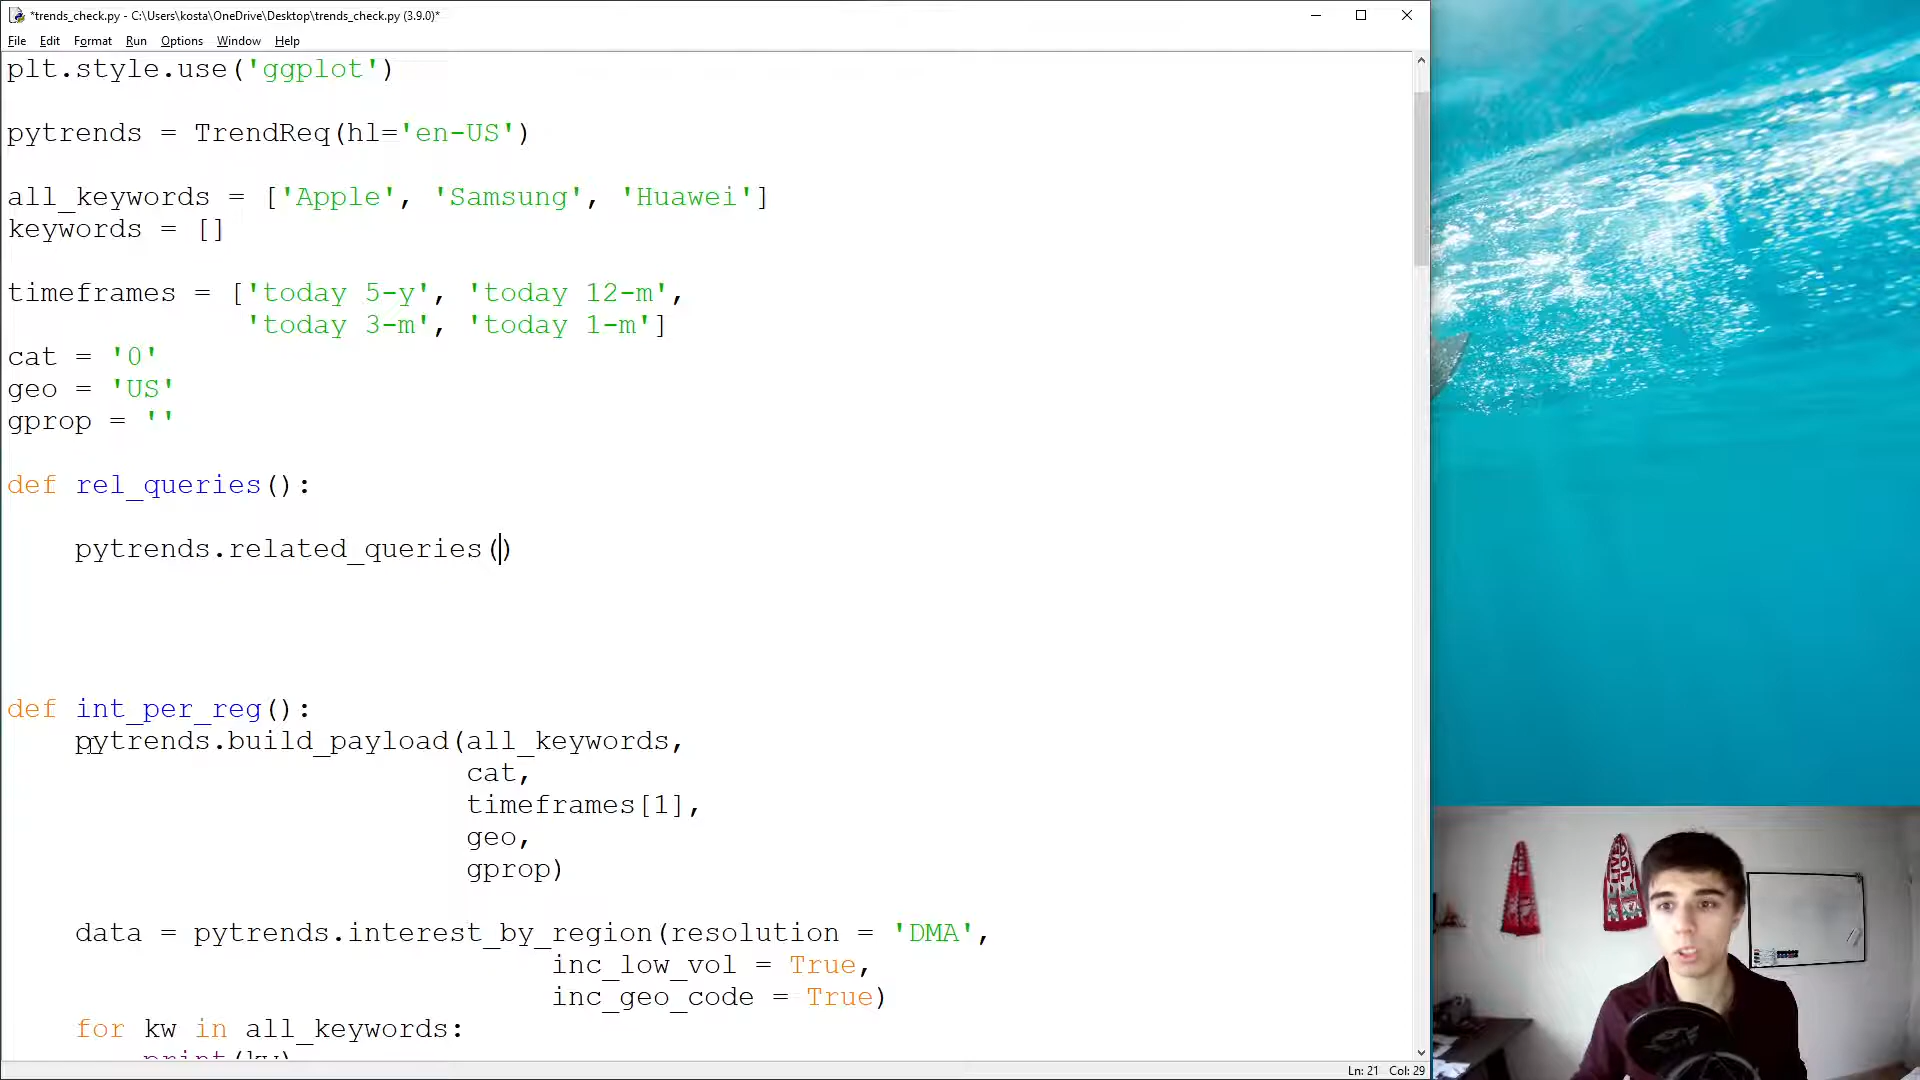 *trends_check.py - C:\Users\kosta\OneDrive\Desktop\trends_check.py (3.9.0)*
File Edit Format Run Options Window Help
plt.style.use('ggplot')
pytrends = TrendReq(hl='en-US')
all_keywords = ['Apple', 'Samsung', 'Huawei']
keywords = []
timeframes = ['today 5-y', 'today 12-m',
'today 3-m', 'today 1-m']
cat = '0'
geo = 'US'
gprop = ''
def rel_queries():
pytrends.related_queries()
def int_per_reg():
pytrends.build_payload(all_keywords,
cat,
timeframes[1],
geo,
gprop)
data = pytrends.interest_by_region(resolution = 'DMA',
inc_low_vol = True,
inc_geo_code = True)
for kw in all_keywords:
print(kw)
Ln: 21 Col: 29